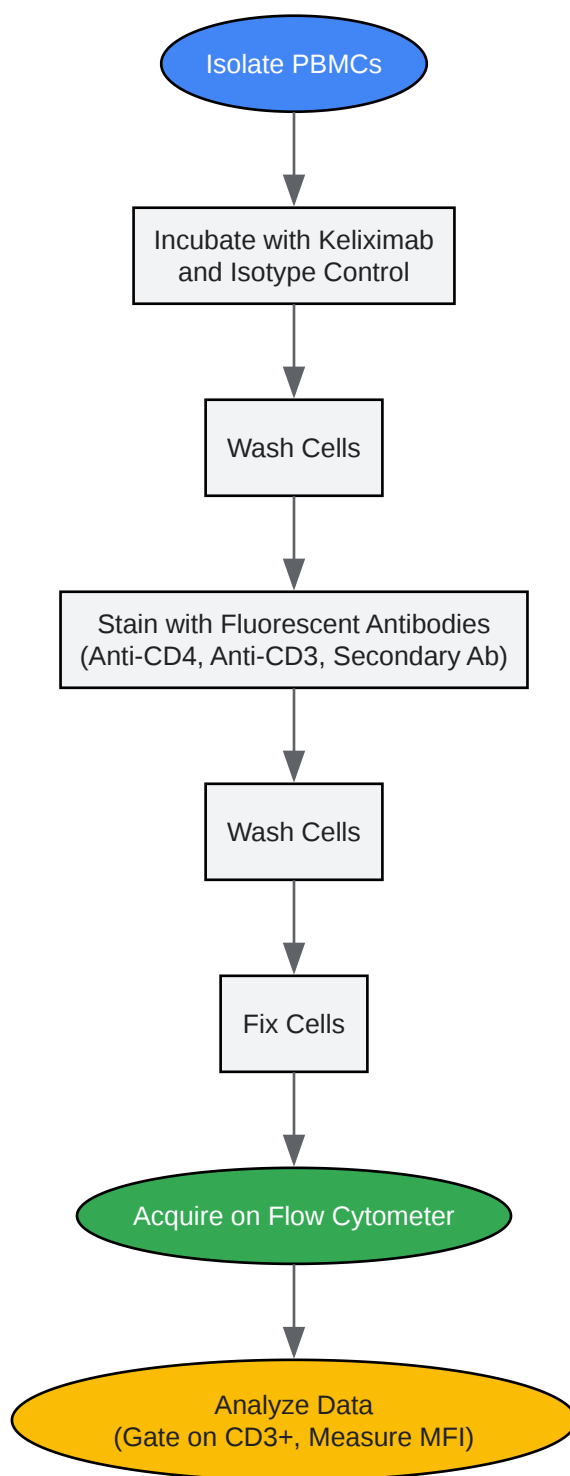 Isolate PBMCs
Incubate with Keliximab
and Isotype Control
Wash Cells
Stain with Fluorescent Antibodies
(Anti-CD4, Anti-CD3, Secondary Ab)
Wash Cells
Fix Cells
Acquire on Flow Cytometer
Analyze Data
(Gate on CD3+, Measure MFI)